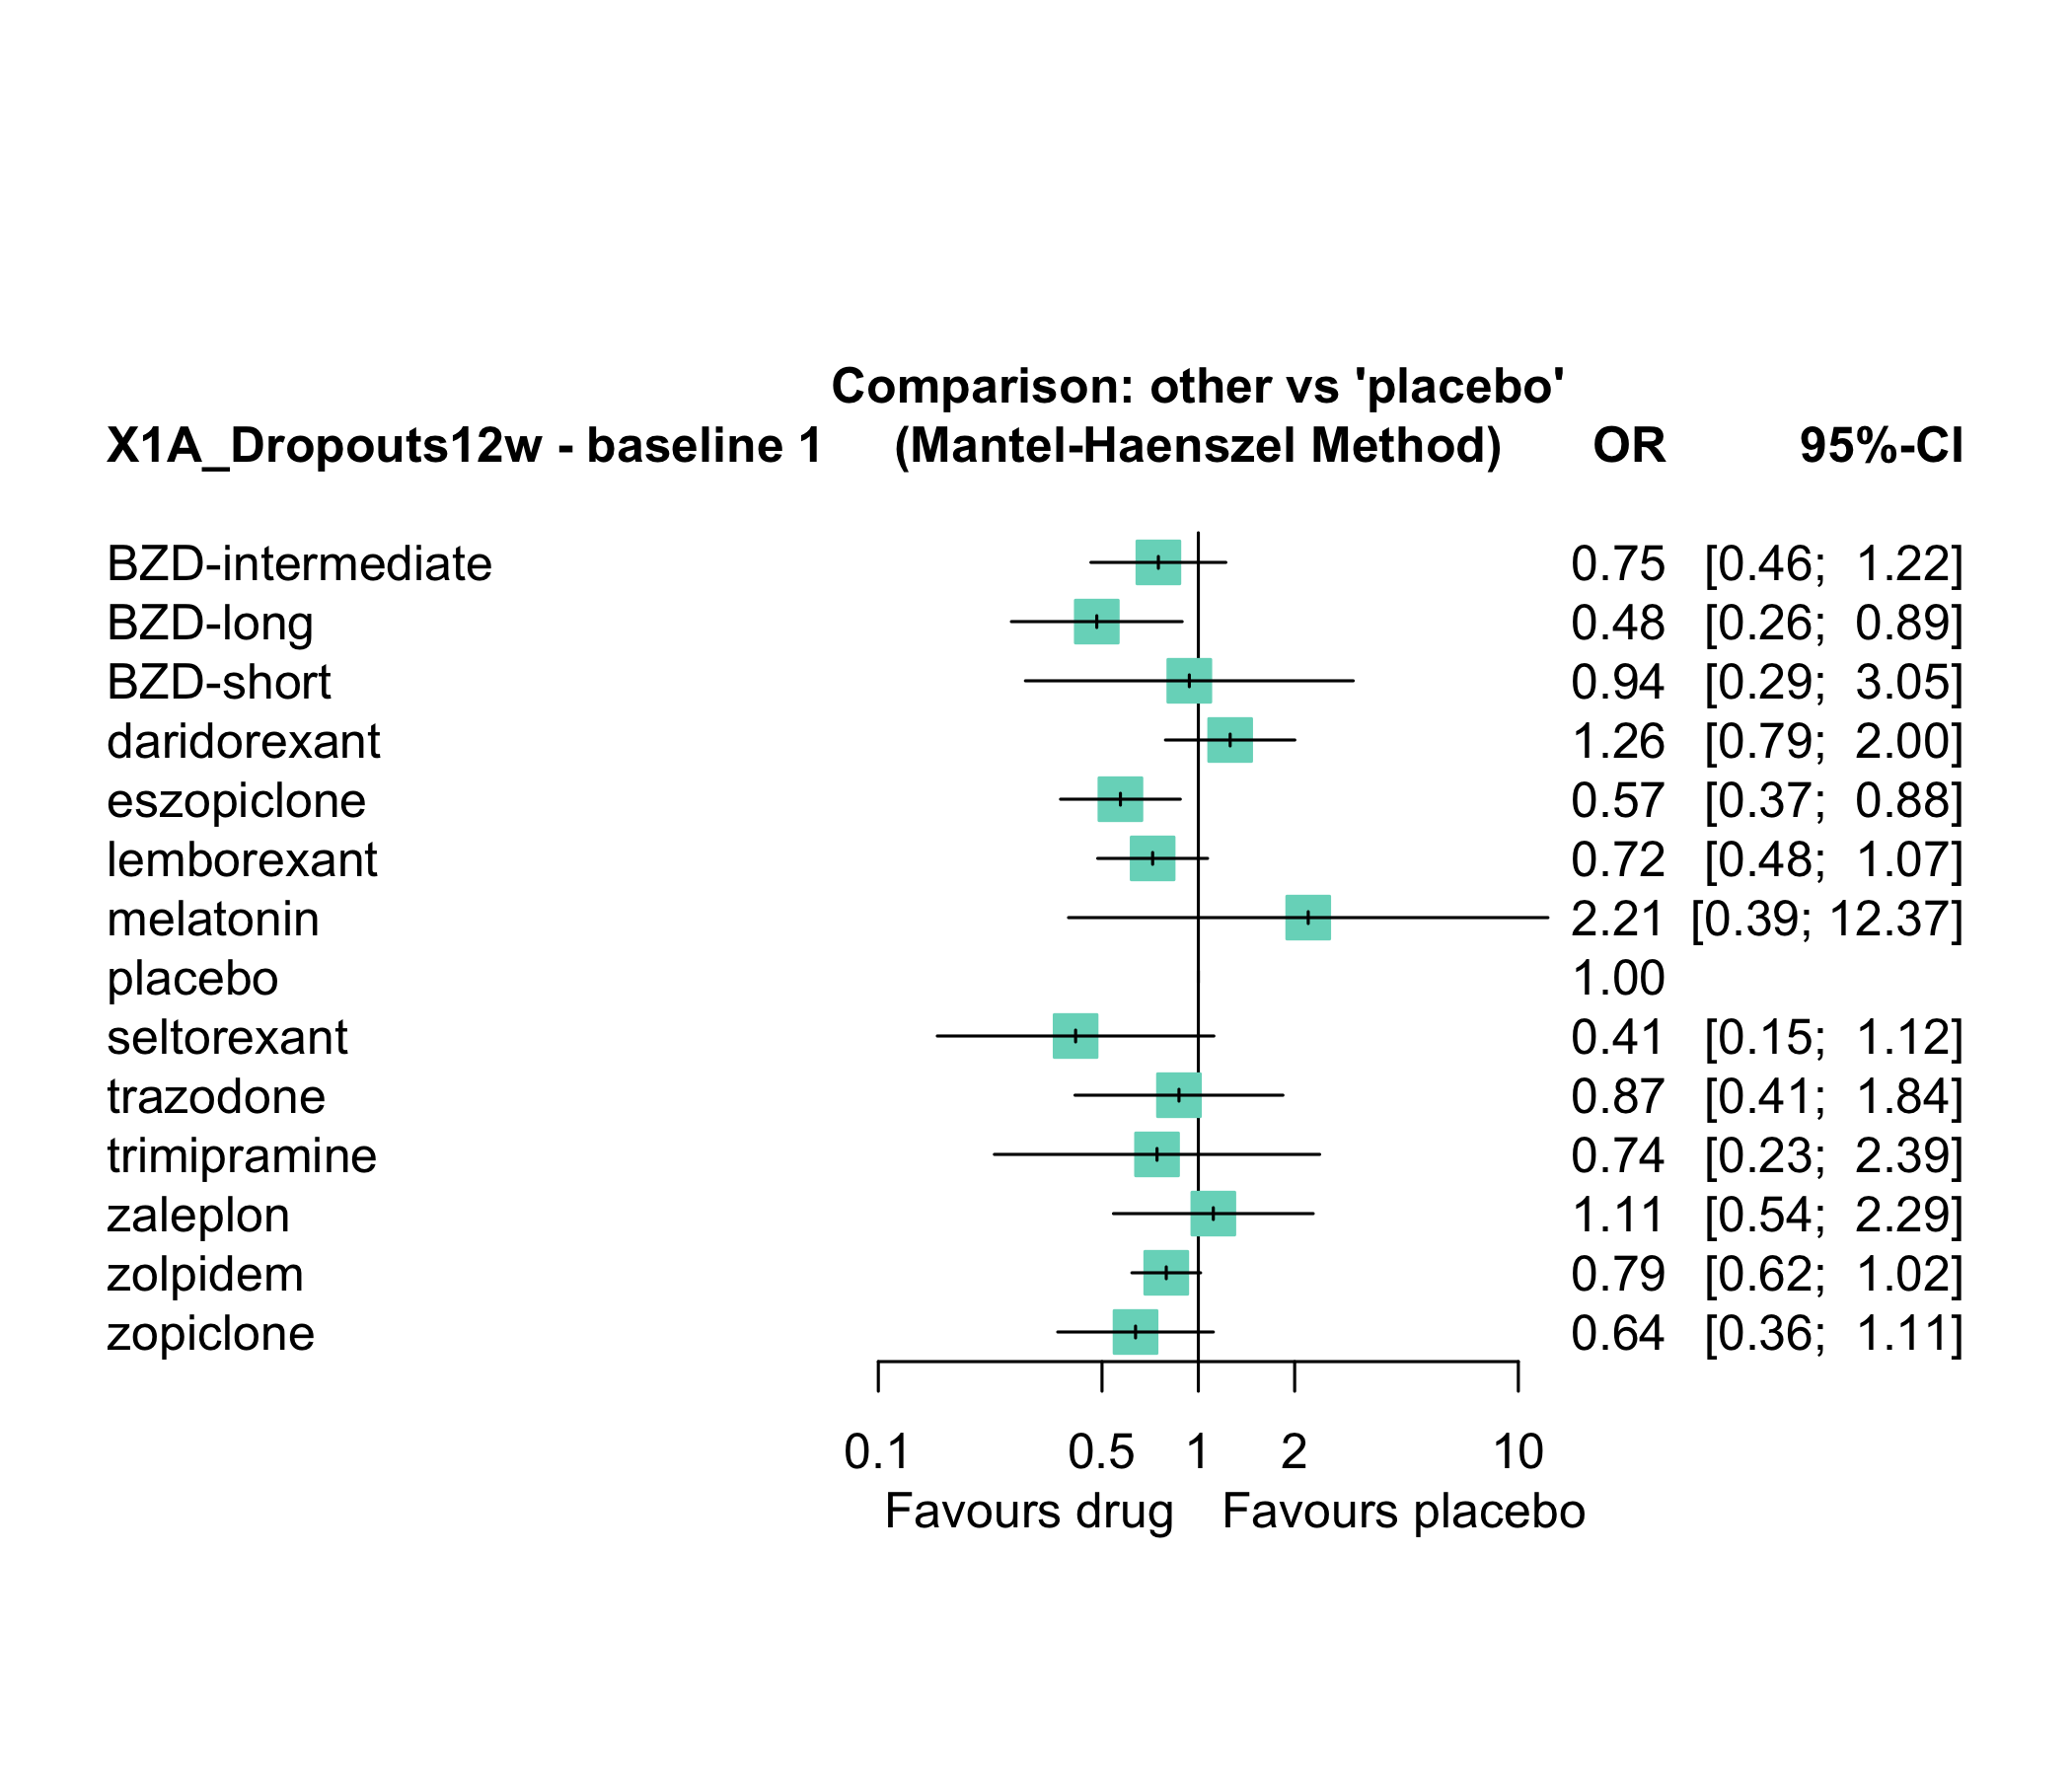 Comparison: other vs 'placebo'
X1A_Dropouts12w - baseline 1 (Mantel-Haenszel Method) OR 95%-CI
BZD-intermediate 0.75 [0.46; 1.22]
BZD-long 0.48 [0.26; 0.89]
BZD-short 0.94 [0.29; 3.05]
daridorexant 1.26 [0.79; 2.00]
eszopiclone 0.57 [0.37; 0.88]
lemborexant 0.72 [0.48; 1.07]
melatonin 2.21 [0.39; 12.37]
placebo 1.00
seltorexant 0.41 [0.15; 1.12]
trazodone 0.87 [0.41; 1.84]
trimipramine 0.74 [0.23; 2.39]
zaleplon 1.11 [0.54; 2.29]
zolpidem 0.79 [0.62; 1.02]
zopiclone 0.64 [0.36; 1.11]
0.1 0.5 1 2 10
Favours drug Favours placebo